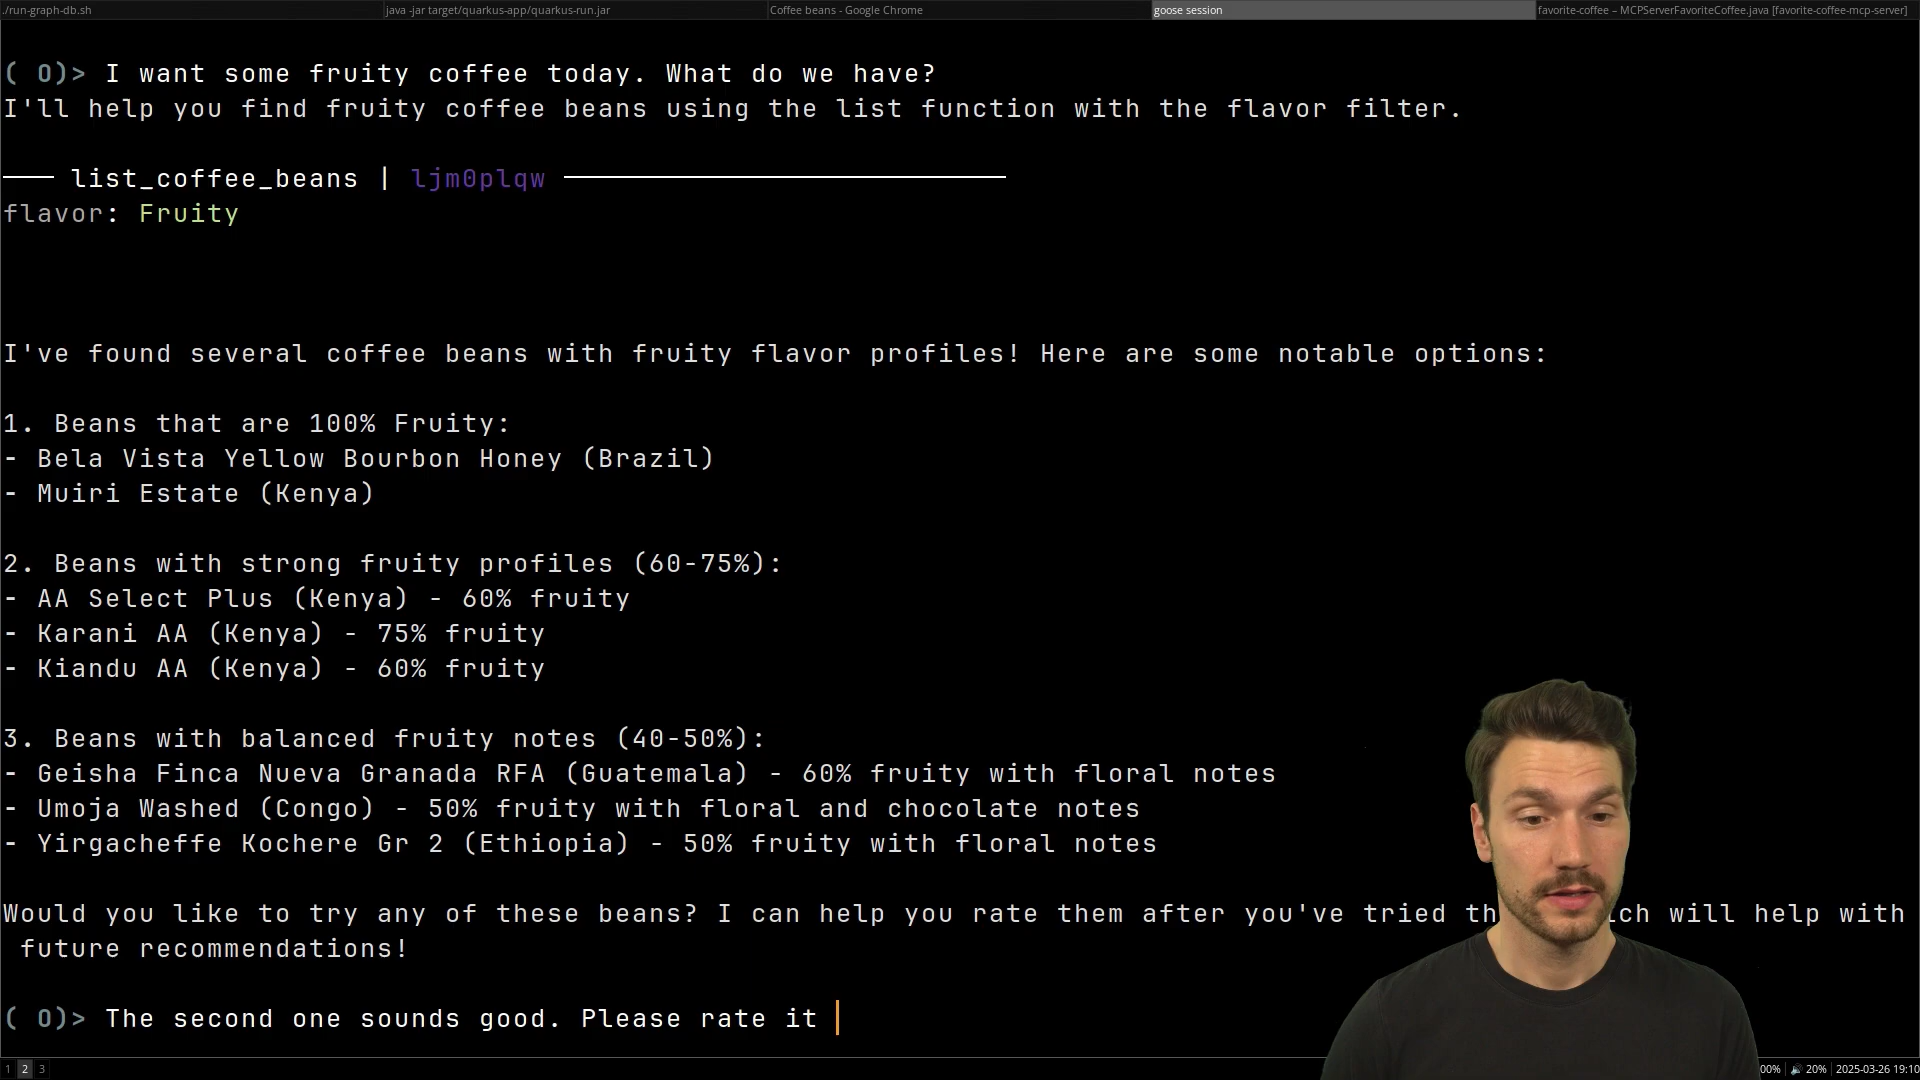 ./run-graph-db.sh
java -jar target/quarkus-app/quarkus-run.jar
Coffee beans - Google Chrome
goose session
favorite-coffee – MCPServerFavoriteCoffee.java [favorite-coffee-mcp-server]
( O)> I want some fruity coffee today. What do we have?
I'll help you find fruity coffee beans using the list function with the flavor filter.
─── list_coffee_beans | ljm0plqw ──────────────────────────
flavor: Fruity
I've found several coffee beans with fruity flavor profiles! Here are some notable options:
1. Beans that are 100% Fruity:
- Bela Vista Yellow Bourbon Honey (Brazil)
- Muiri Estate (Kenya)
2. Beans with strong fruity profiles (60-75%):
- AA Select Plus (Kenya) - 60% fruity
- Karani AA (Kenya) - 75% fruity
- Kiandu AA (Kenya) - 60% fruity
3. Beans with balanced fruity notes (40-50%):
- Geisha Finca Nueva Granada RFA (Guatemala) - 60% fruity with floral notes
- Umoja Washed (Congo) - 50% fruity with floral and chocolate notes
- Yirgacheffe Kochere Gr 2 (Ethiopia) - 50% fruity with floral notes
Would you like to try any of these beans? I can help you rate them after you've tried will help with
future recommendations!
( O)> The second one sounds good. Please rate it
1 2 3
00% 20% 2025-03-26 19:10